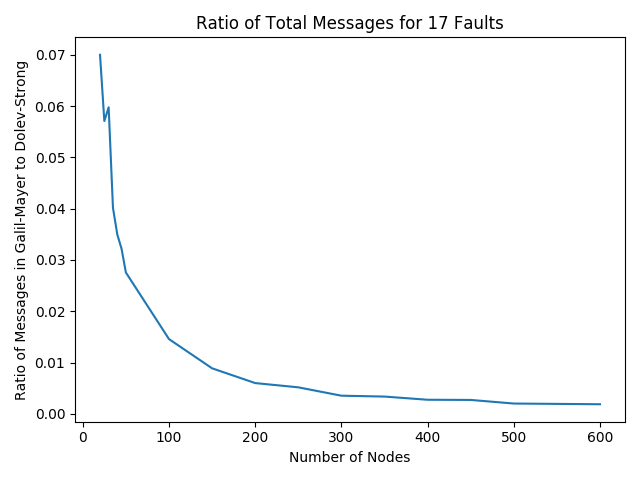 Ratio of Total Messages for 17 Faults
Ratio of Messages in Galil-Mayer to Dolev-Strong
0.07
0.06
0.05
0.04
0.03
0.02
0.01
0.00
0 100 200 300 400 500 600
Number of Nodes